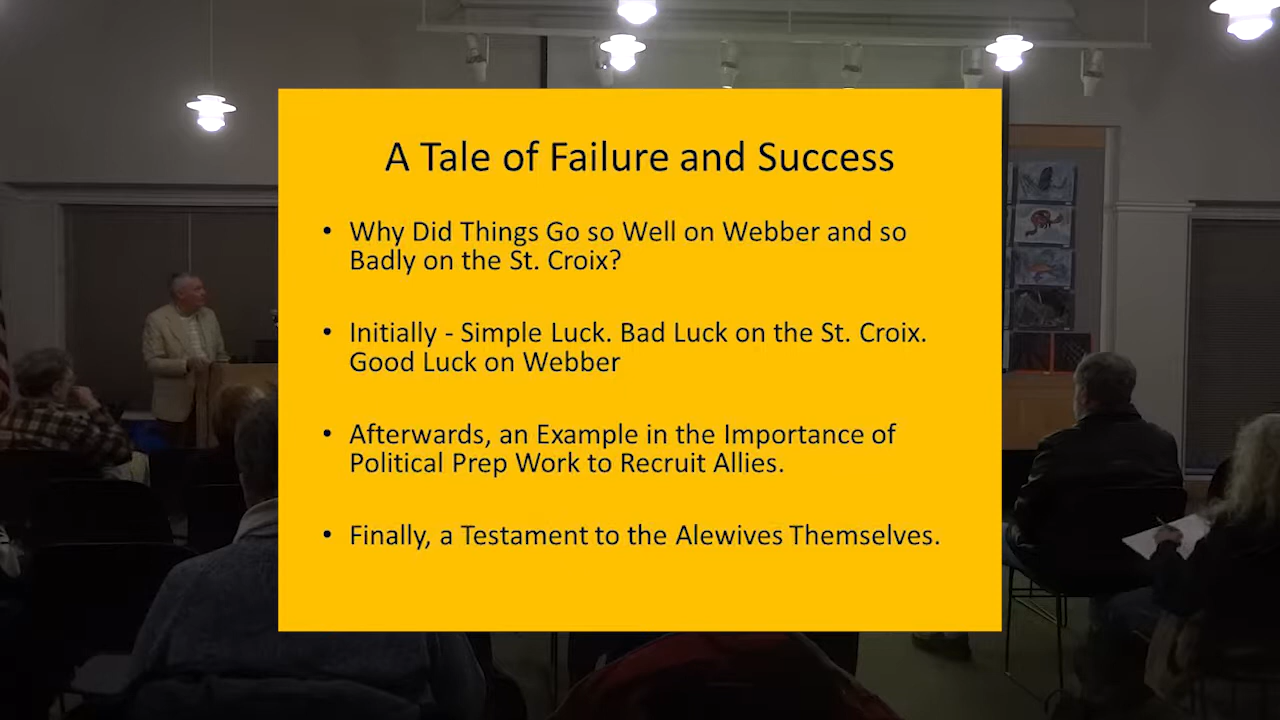 A Tale of Failure and Success
• Why Did Things Go so Well on Webber and so
Badly on the St. Croix?
• Initially - Simple Luck. Bad Luck on the St. Croix.
Good Luck on Webber
• Afterwards, an Example in the Importance of
Political Prep Work to Recruit Allies.
• Finally, a Testament to the Alewives Themselves.